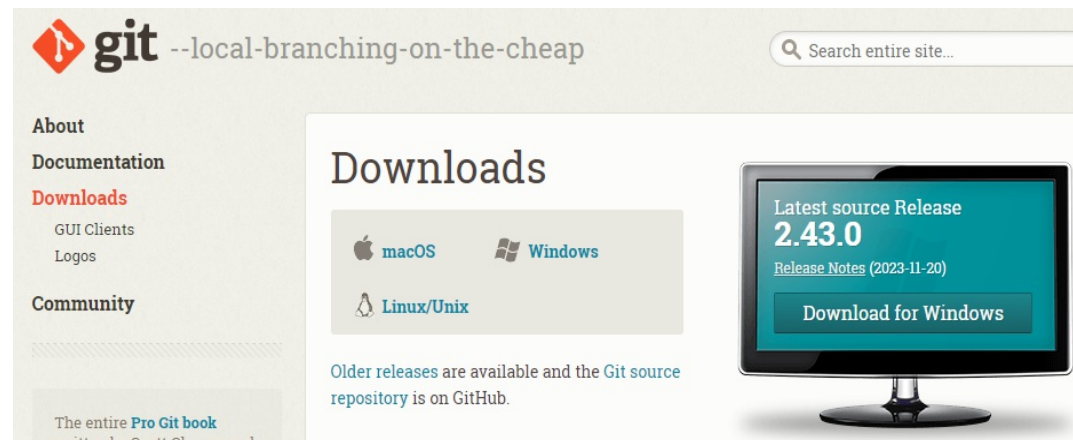 git --local-branching-on-the-cheap
Search entire site...
About
Documentation
Downloads
GUI Clients
Logos
Community
The entire Pro Git book
Downloads
macOS
Windows
Linux/Unix
Older releases are available and the Git source
repository is on GitHub.
Latest source Release
2.43.0
Release Notes (2023-11-20)
Download for Windows